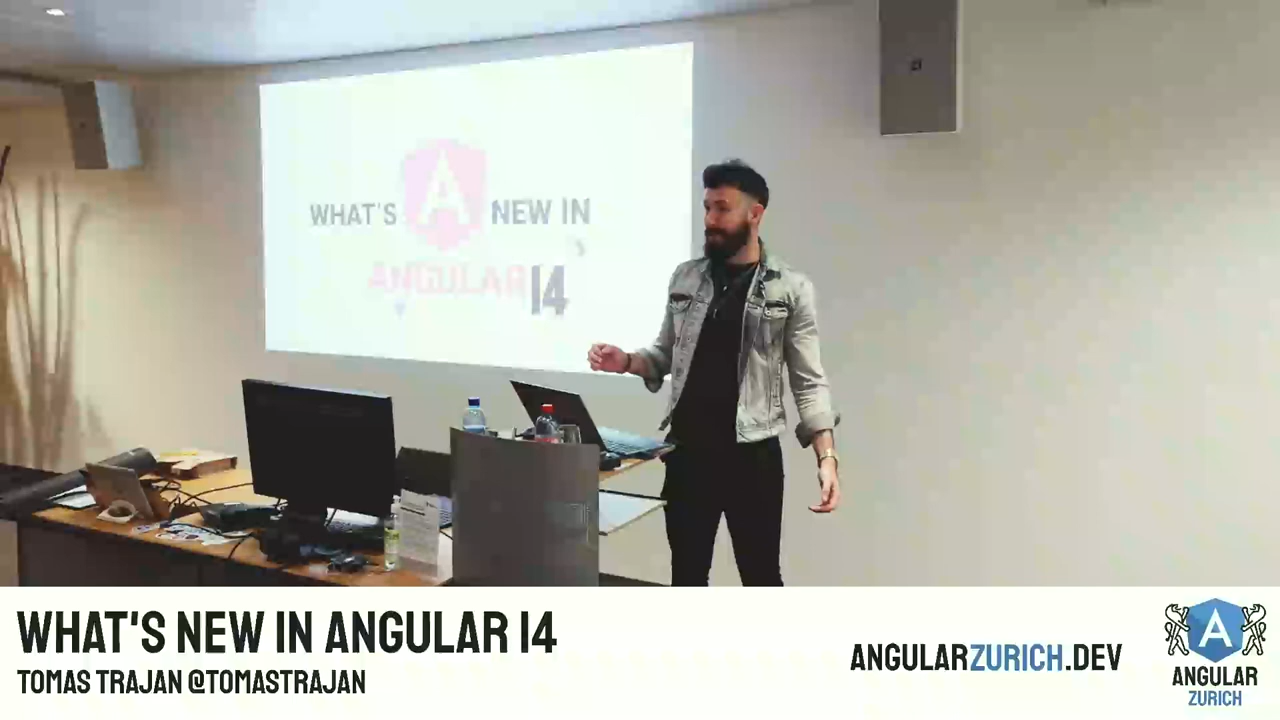 WHAT'S A NEW IN
ANGULAR 14
WHAT'S NEW IN ANGULAR 14
TOMAS TRAJAN @TOMASTRAJAN
ANGULARZURICH.DEV
A
ANGULAR
ZURICH